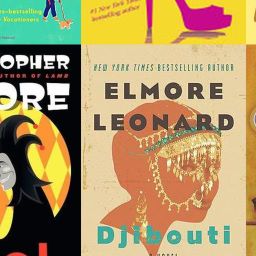 -bestselling
Vacationers
#1 New York Times
bestselling author
NEW YORK TIMES-BESTSELLING AUTHOR
OPHER
AUTHOR OF LAMB
ORE
ELMORE
LEONARD
Djibouti
A NOVEL